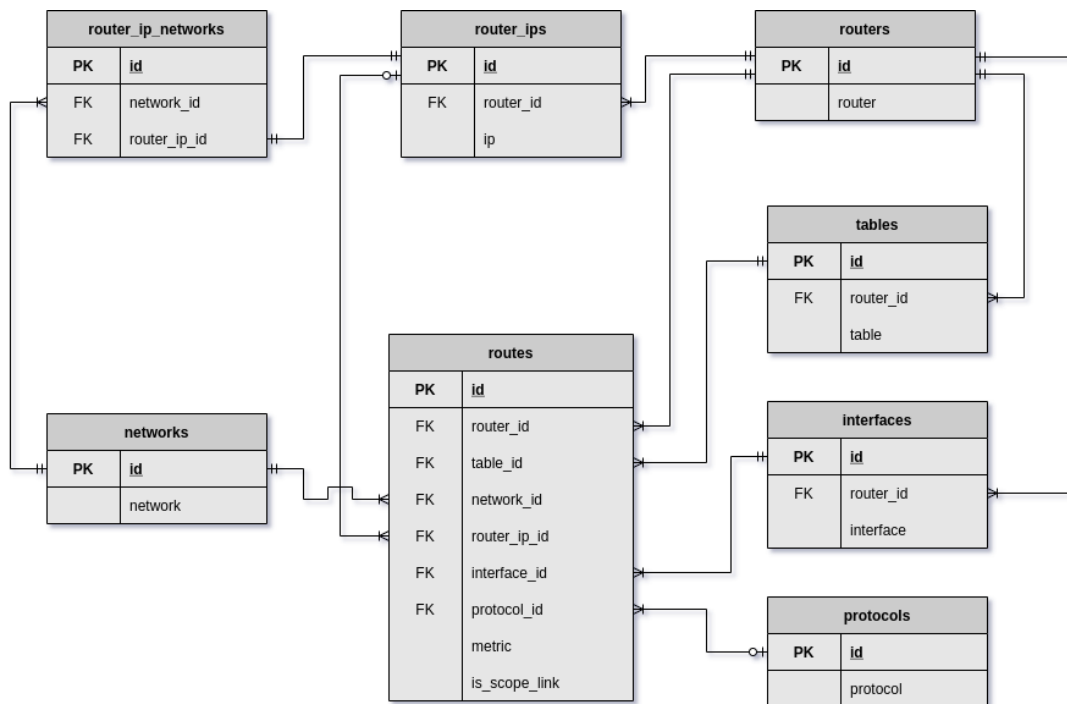 router_ip_networks
PK id
FK network_id
FK router_ip_id
router_ips
PK id
FK router_id
ip
routers
PK id
router
tables
PK id
FK router_id
table
routes
PK id
FK router_id
FK table_id
FK network_id
FK router_ip_id
FK interface_id
FK protocol_id
metric
is_scope_link
networks
PK id
network
interfaces
PK id
FK router_id
interface
protocols
PK id
protocol